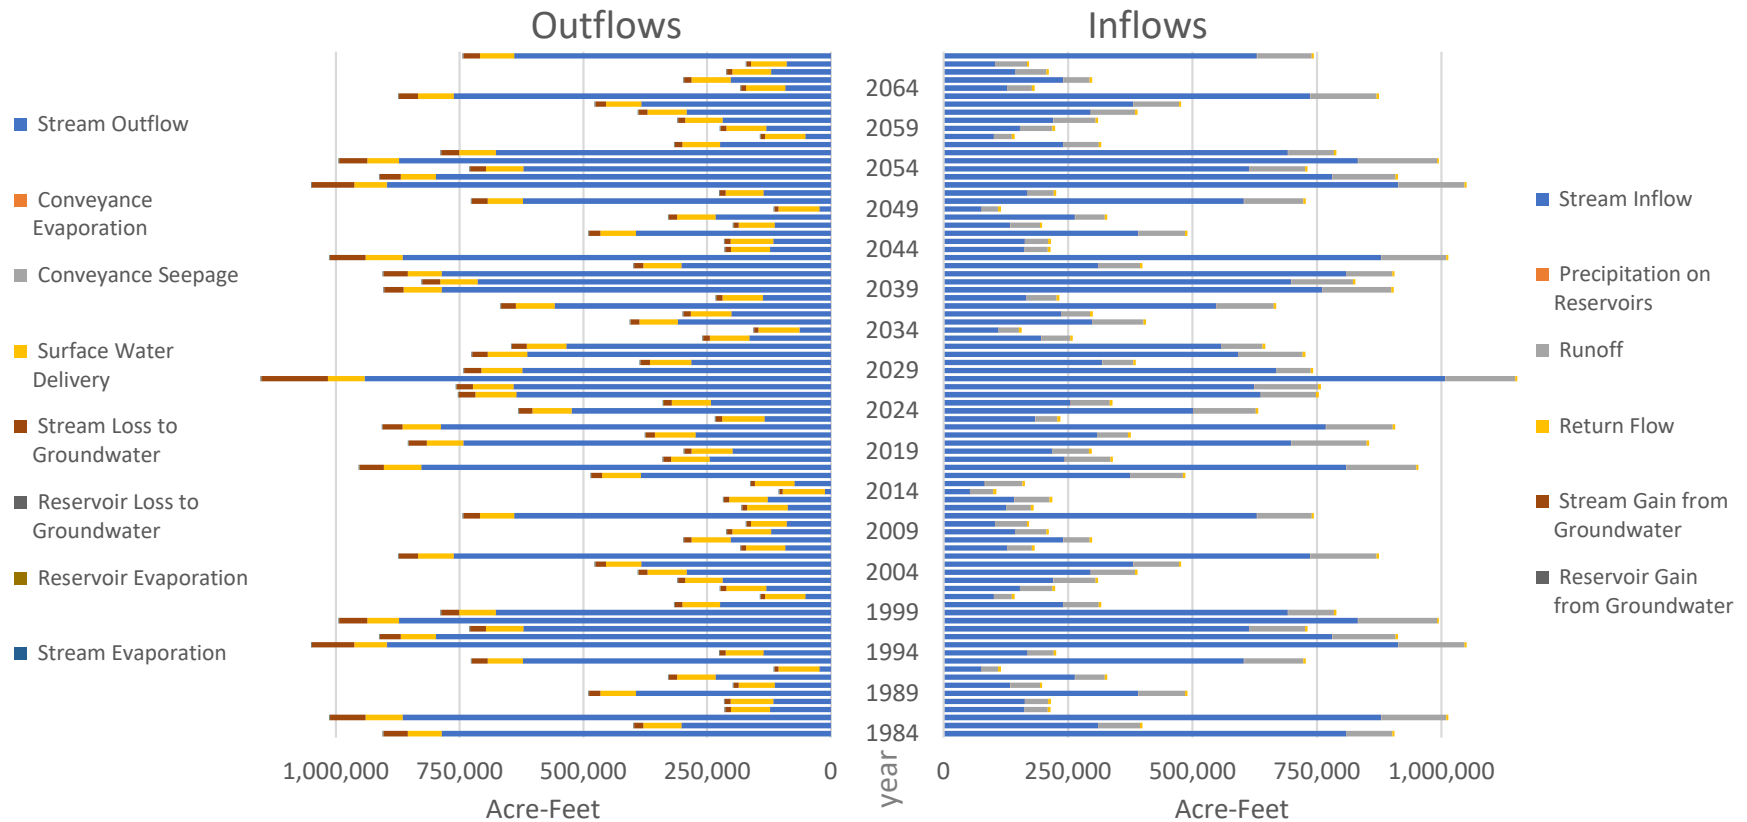 Outflows
Inflows
Stream Outflow
Conveyance
Evaporation
Conveyance Seepage
Surface Water
Delivery
Stream Loss to
Groundwater
Reservoir Loss to
Groundwater
Reservoir Evaporation
Stream Evaporation
2064
2059
2054
2049
2044
2039
2034
2029
2024
2019
2014
2009
2004
1999
1994
1989
1984
Stream Inflow
Precipitation on
Reservoirs
Runoff
Return Flow
Stream Gain from
Groundwater
Reservoir Gain
from Groundwater
1,000,000 750,000 500,000 250,000 0
year
0 250,000 500,000 750,000 1,000,000
Acre-Feet
Acre-Feet